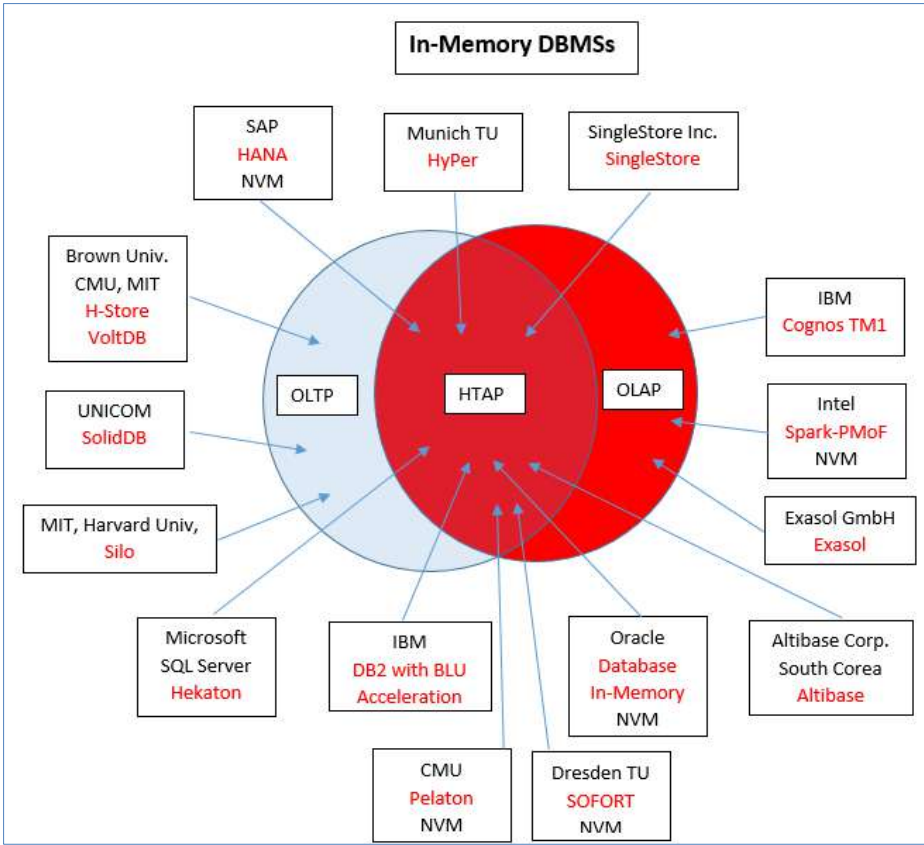 In-Memory DBMSs
SAP
HANA
NVM
Munich TU
HyPer
SingleStore Inc.
SingleStore
Brown Univ.
CMU, MIT
H-Store
VoltDB
IBM
Cognos TM1
OLTP
HTAP
OLAP
UNICOM
SolidDB
Intel
Spark-PMoF
NVM
MIT, Harvard Univ,
Silo
Exasol GmbH
Exasol
Microsoft
SQL Server
Hekaton
IBM
DB2 with BLU
Acceleration
Oracle
Database
In-Memory
NVM
Altibase Corp.
South Corea
Altibase
CMU
Pelaton
NVM
Dresden TU
SOFORT
NVM